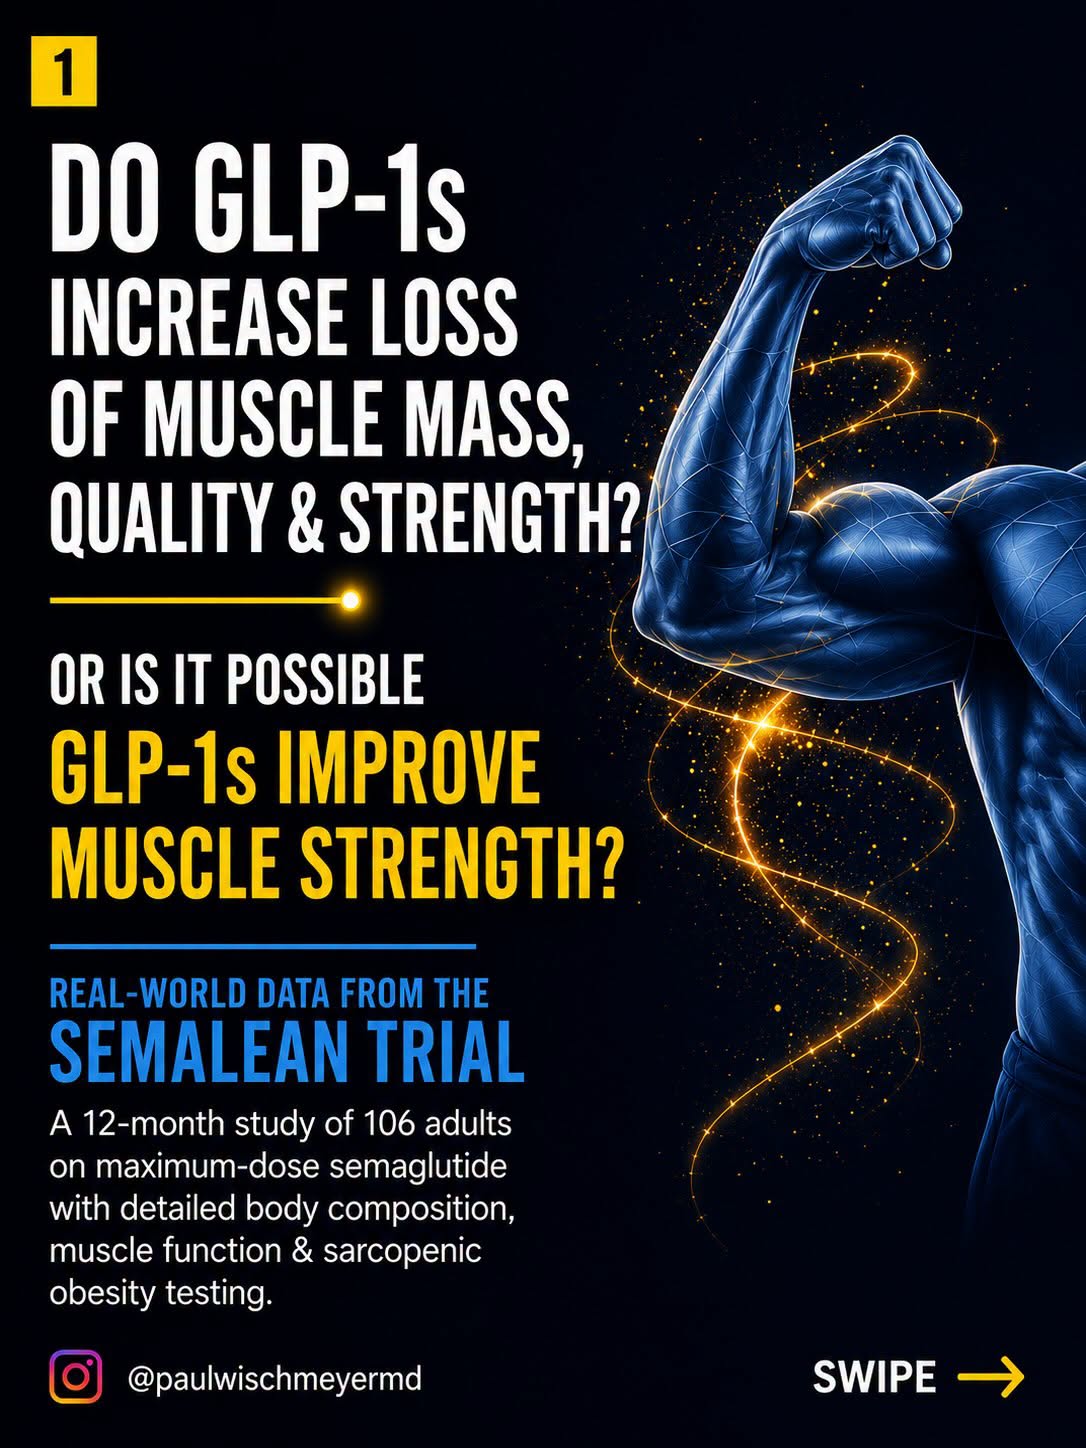 1
DO GLP-1s
INCREASE LOSS
OF MUSCLE MASS,
QUALITY & STRENGTH?
OR IS IT POSSIBLE
GLP-1s IMPROVE
MUSCLE STRENGTH?
REAL-WORLD DATA FROM THE
SEMALEAN TRIAL
A 12-month study of 106 adults
on maximum-dose semaglutide
with detailed body composition,
muscle function & sarcopenic
obesity testing.
@paulwischmeyermd
SWIPE →